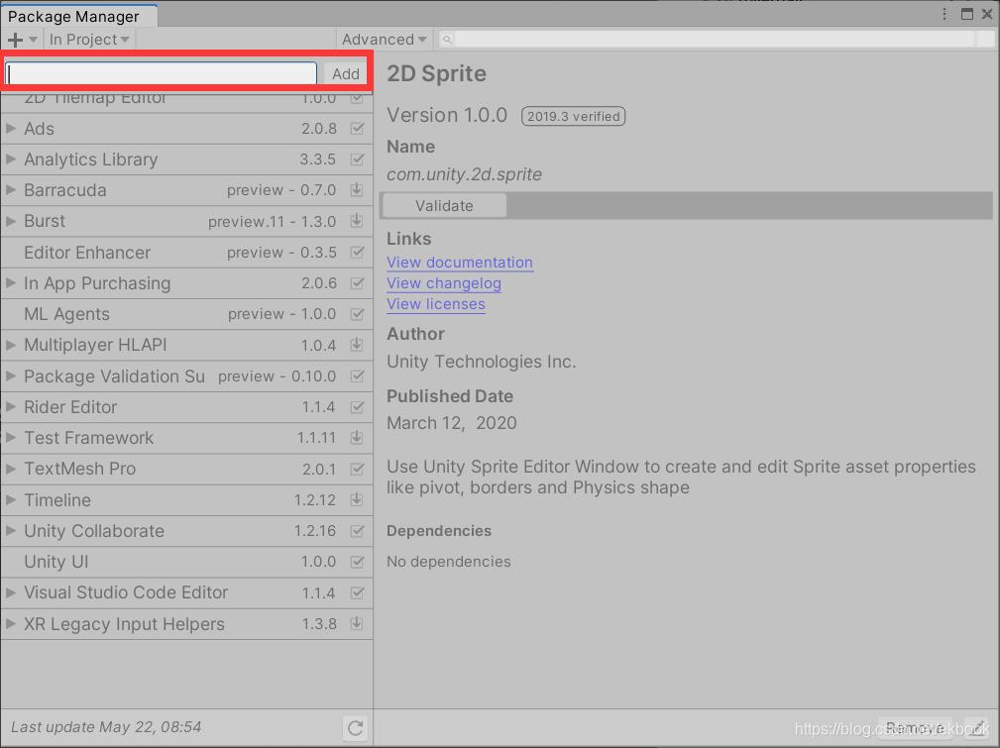 Package Manager
In Project
Advanced
Add
2D Tilemap Editor 1.0.0
Ads 2.0.8
Analytics Library 3.3.5
Barracuda preview - 0.7.0
Burst preview.11 - 1.3.0
Editor Enhancer preview - 0.3.5
In App Purchasing 2.0.6
ML Agents preview - 1.0.0
Multiplayer HLAPI 1.0.4
Package Validation Su preview - 0.10.0
Rider Editor 1.1.4
Test Framework 1.1.11
TextMesh Pro 2.0.1
Timeline 1.2.12
Unity Collaborate 1.2.16
Unity UI 1.0.0
Visual Studio Code Editor 1.1.4
XR Legacy Input Helpers 1.3.8
Last update May 22, 08:54
2D Sprite
Version 1.0.0 2019.3 verified
Name
com.unity.2d.sprite
Validate
Links
View documentation
View changelog
View licenses
Author
Unity Technologies Inc.
Published Date
March 12, 2020
Use Unity Sprite Editor Window to create and edit Sprite asset properties
like pivot, borders and Physics shape
Dependencies
No dependencies
Remove